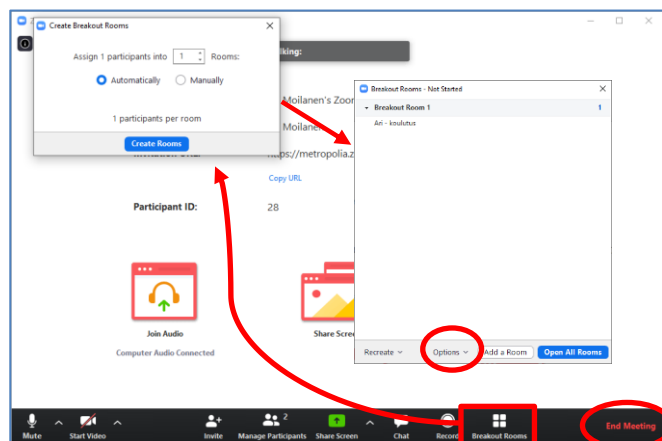 Create Breakout Rooms
Assign 1 participants into 1 Rooms:
Automatically Manually
1 participants per room
Create Rooms
lking:
Moilanen's Zoor
Moilane
https://metropolia.z
Copy URL
Participant ID: 28
Join Audio
Computer Audio Connected
Share Scree
Breakout Rooms - Not Started
Breakout Room 1 1
Ari - koulutus
Recreate Options Add a Room Open All Rooms
Mute Start Video Invite Manage Participants 2 Share Screen Chat Record Breakout Rooms End Meeting